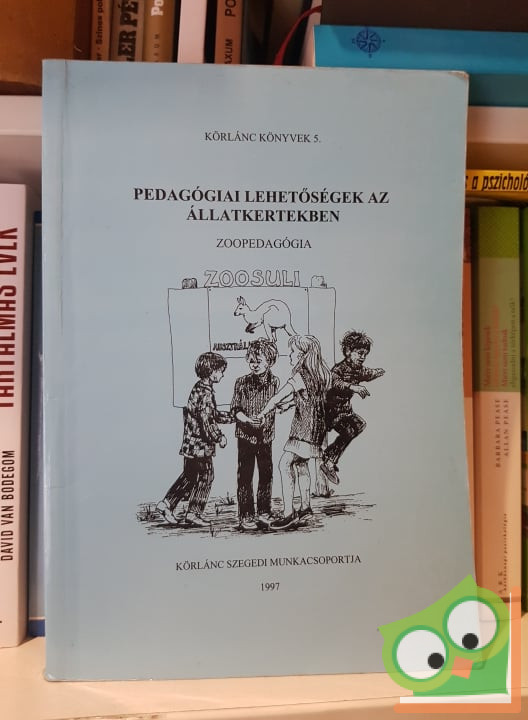 KÖRLÁNC KÖNYVEK 5.
PEDAGÓGIAI LEHETŐSÉGEK AZ
ÁLLATKERTEKBEN
ZOOPEDAGÓGIA
ZOOSULI
KÖRLÁNC SZEGEDI MUNKACSOPORTJA
1997
DAVID VAN BODEGOM
BARBARA PEASE
ALLAN PEASE